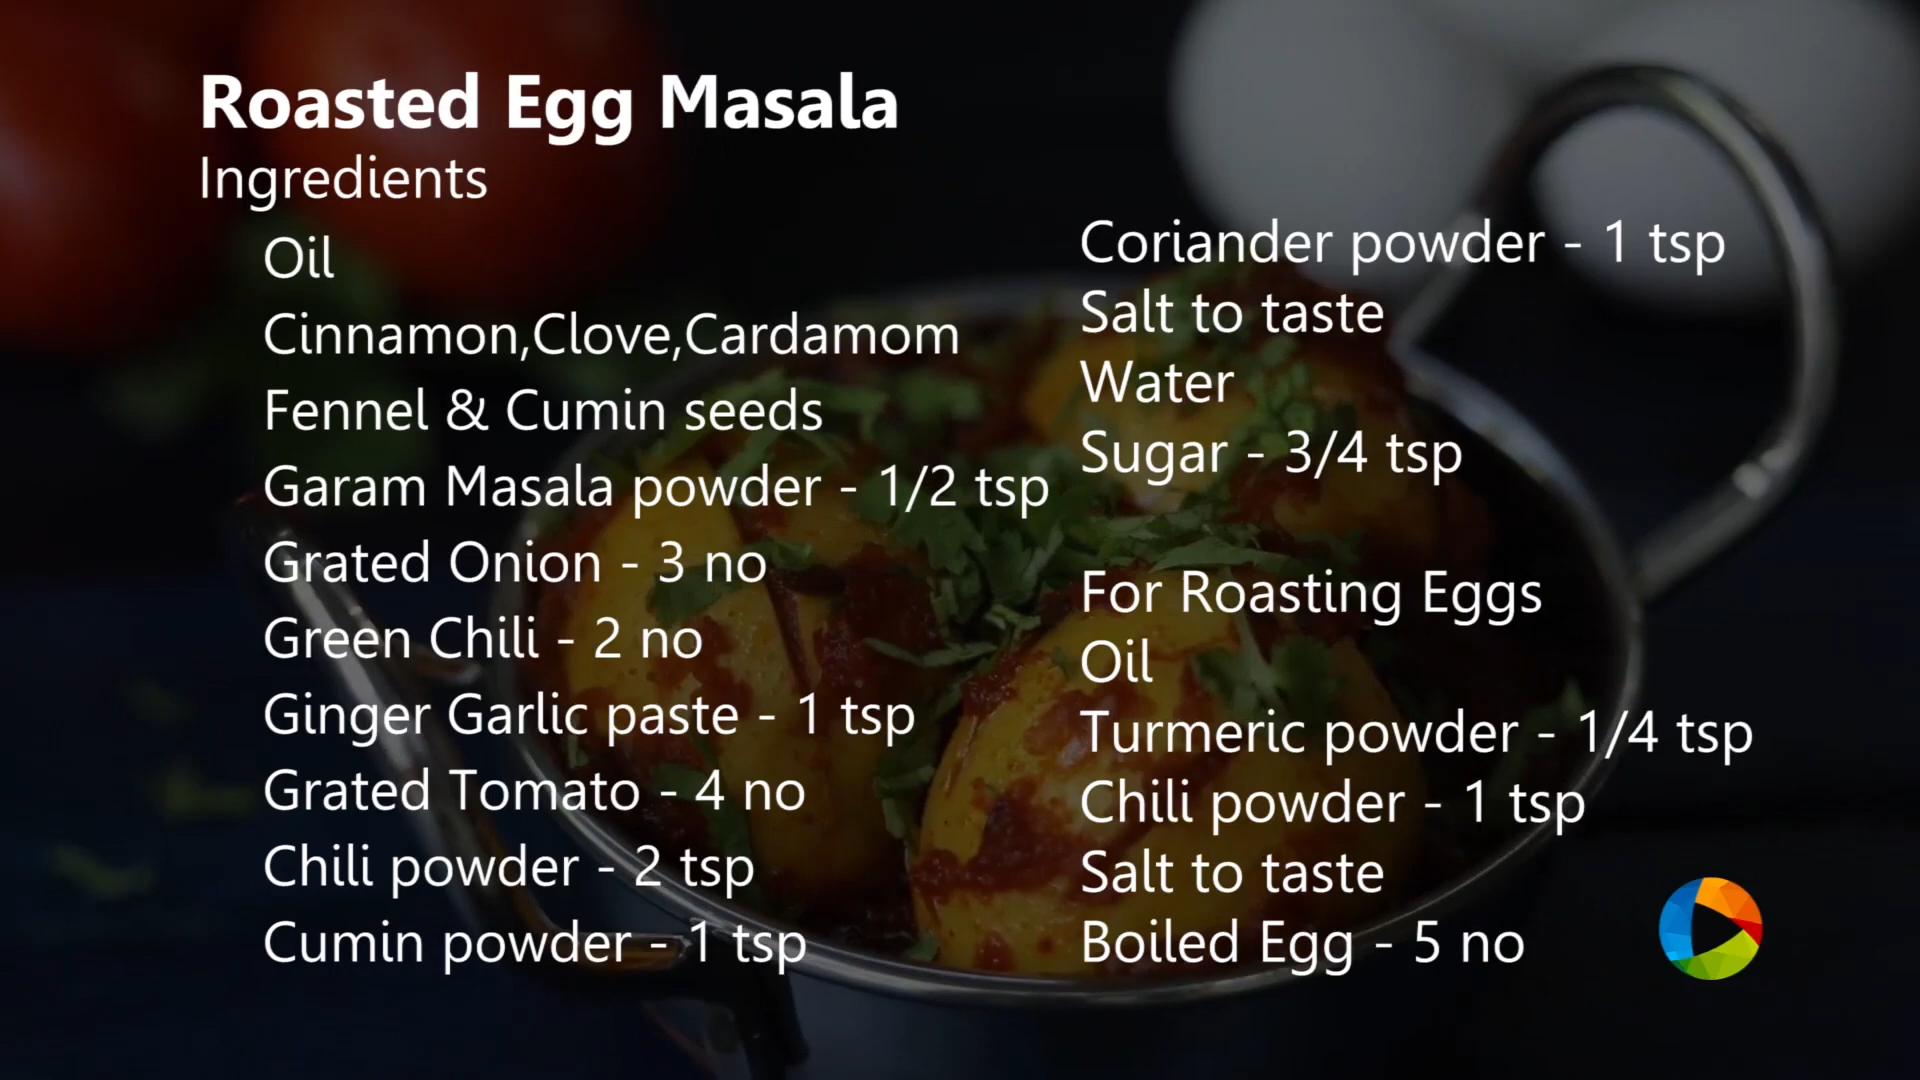 Roasted Egg Masala
Ingredients
Oil
Cinnamon,Clove,Cardamom
Fennel & Cumin seeds
Garam Masala powder - 1/2 tsp
Grated Onion - 3 no
Green Chili - 2 no
Ginger Garlic paste - 1 tsp
Grated Tomato - 4 no
Chili powder - 2 tsp
Cumin powder - 1 tsp
Coriander powder - 1 tsp
Salt to taste
Water
Sugar - 3/4 tsp
For Roasting Eggs
Oil
Turmeric powder - 1/4 tsp
Chili powder - 1 tsp
Salt to taste
Boiled Egg - 5 no